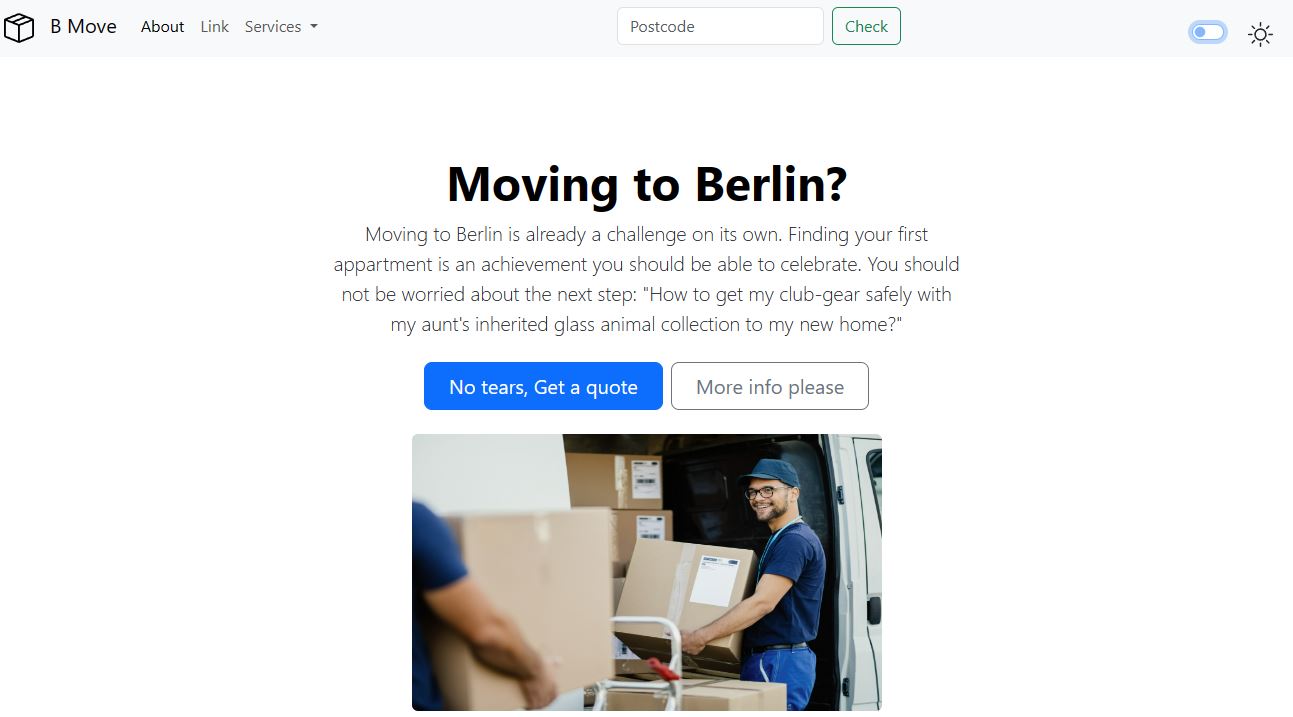 B Move About Link Services Postcode Check
Moving to Berlin?
Moving to Berlin is already a challenge on its own. Finding your first
appartment is an achievement you should be able to celebrate. You should
not be worried about the next step: "How to get my club-gear safely with
my aunt's inherited glass animal collection to my new home?"
No tears, Get a quote More info please